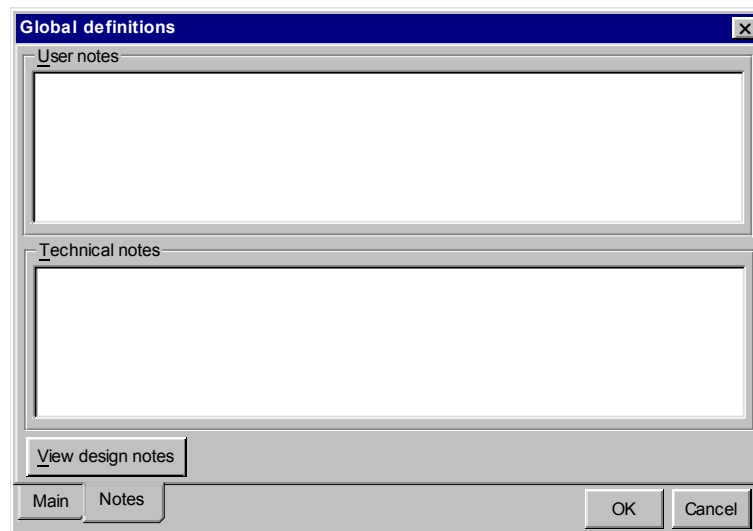 Global definitions
User notes
Technical notes
View design notes
Main Notes
OK Cancel